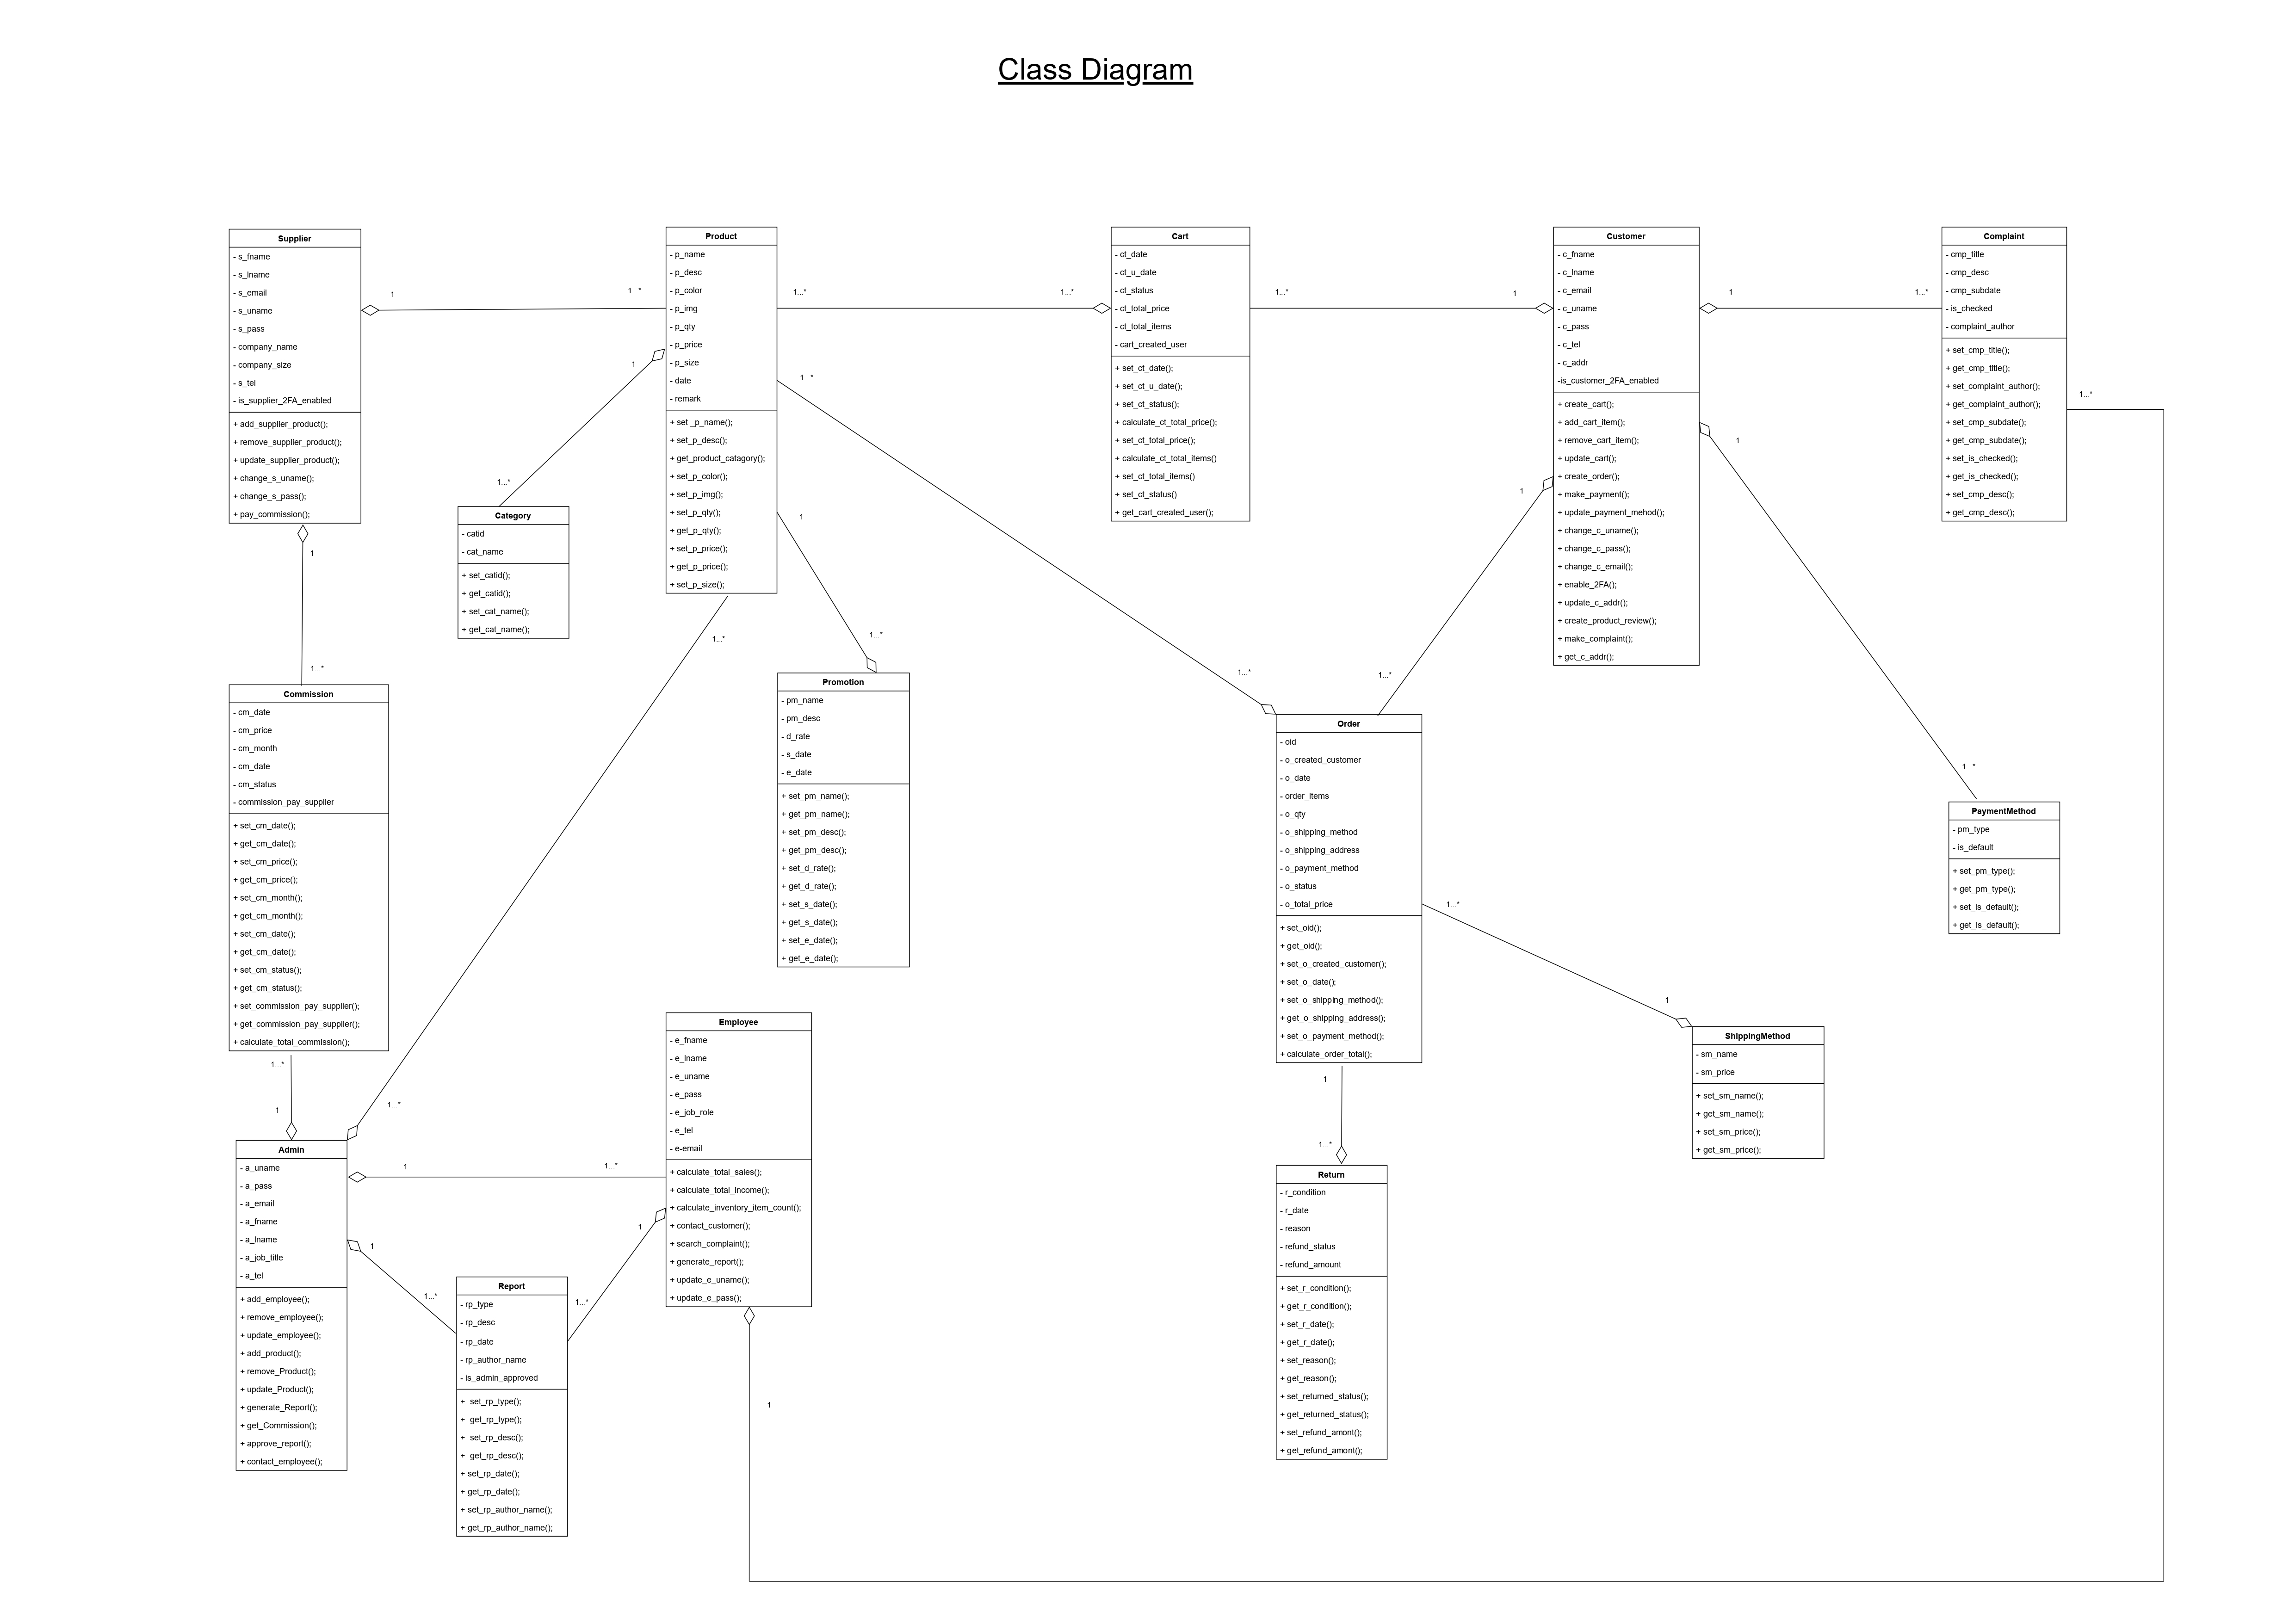 Class Diagram
Supplier
- s_fname
- s_lname
- s_email
- s_uname
- s_pass
- company_name
- company_size
- s_tel
- is_supplier_2FA_enabled
+ add_supplier_product();
+ remove_supplier_product();
+ update_supplier_product();
+ change_s_uname();
+ change_s_pass();
+ pay_commission();
1
1...*
Product
- p_name
- p_desc
- p_color
- p_img
- p_qty
- p_price
- p_size
- date
- remark
+ set _p_name();
+ set_p_desc();
+ get_product_catagory();
+ set_p_color();
+ set_p_img();
+ set_p_qty();
+ get_p_qty();
+ set_p_price();
+ get_p_price();
+ set_p_size();
1...*
1...*
Cart
- ct_date
- ct_u_date
- ct_status
- ct_total_price
- ct_total_items
- cart_created_user
+ set_ct_date();
+ set_ct_u_date();
+ set_ct_status();
+ calculate_ct_total_price();
+ set_ct_total_price();
+ calculate_ct_total_items()
+ set_ct_total_items()
+ set_ct_status()
+ get_cart_created_user();
1...*
1
Customer
- c_fname
- c_lname
- c_email
- c_uname
- c_pass
- c_tel
- c_addr
-is_customer_2FA_enabled
+ create_cart();
+ add_cart_item();
+ remove_cart_item();
+ update_cart();
+ create_order();
+ make_payment();
+ update_payment_mehod();
+ change_c_uname();
+ change_c_pass();
+ change_c_email();
+ enable_2FA();
+ update_c_addr();
+ create_product_review();
+ make_complaint();
+ get_c_addr();
1
1...*
Complaint
- cmp_title
- cmp_desc
- cmp_subdate
- is_checked
- complaint_author
+ set_cmp_title();
+ get_cmp_title();
+ set_complaint_author();
+ get_complaint_author();
+ set_cmp_subdate();
+ get_cmp_subdate();
+ set_is_checked();
+ get_is_checked();
+ set_cmp_desc();
+ get_cmp_desc();
1...*
1
1...*
1...*
1
1
1
1...*
Category
- catid
- cat_name
+ set_catid();
+ get_catid();
+ set_cat_name();
+ get_cat_name();
1
1...*
1...*
1...*
1...*
1...*
Commission
- cm_date
- cm_price
- cm_month
- cm_date
- cm_status
- commission_pay_supplier
+ set_cm_date();
+ get_cm_date();
+ set_cm_price();
+ get_cm_price();
+ set_cm_month();
+ get_cm_month();
+ set_cm_date();
+ get_cm_date();
+ set_cm_status();
+ get_cm_status();
+ set_commission_pay_supplier();
+ get_commission_pay_supplier();
+ calculate_total_commission();
Promotion
- pm_name
- pm_desc
- d_rate
- s_date
- e_date
+ set_pm_name();
+ get_pm_name();
+ set_pm_desc();
+ get_pm_desc();
+ set_d_rate();
+ get_d_rate();
+ set_s_date();
+ get_s_date();
+ set_e_date();
+ get_e_date();
Order
- oid
- o_created_customer
- o_date
- order_items
- o_qty
- o_shipping_method
- o_shipping_address
- o_payment_method
- o_status
- o_total_price
+ set_oid();
+ get_oid();
+ set_o_created_customer();
+ set_o_date();
+ set_o_shipping_method();
+ get_o_shipping_address();
+ set_o_payment_method();
+ calculate_order_total();
1...*
PaymentMethod
- pm_type
- is_default
+ set_pm_type();
+ get_pm_type();
+ set_is_default();
+ get_is_default();
1...*
1
ShippingMethod
- sm_name
- sm_price
+ set_sm_name();
+ get_sm_name();
+ set_sm_price();
+ get_sm_price();
1...*
1
1...*
Admin
- a_uname
- a_pass
- a_email
- a_fname
- a_lname
- a_job_title
- a_tel
+ add_employee();
+ remove_employee();
+ update_employee();
+ add_product();
+ remove_Product();
+ update_Product();
+ generate_Report();
+ get_Commission();
+ approve_report();
+ contact_employee();
1
1...*
Employee
- e_fname
- e_lname
- e_uname
- e_pass
- e_job_role
- e_tel
- e-email
+ calculate_total_sales();
+ calculate_total_income();
+ calculate_inventory_item_count();
+ contact_customer();
+ search_complaint();
+ generate_report();
+ update_e_uname();
+ update_e_pass();
1
1...*
1
1...*
Report
- rp_type
- rp_desc
- rp_date
- rp_author_name
- is_admin_approved
+  set_rp_type();
+  get_rp_type();
+  set_rp_desc();
+  get_rp_desc();
+ set_rp_date();
+ get_rp_date();
+ set_rp_author_name();
+ get_rp_author_name();
1
1
1...*
Return
- r_condition
- r_date
- reason
- refund_status
- refund_amount
+ set_r_condition();
+ get_r_condition();
+ set_r_date();
+ get_r_date();
+ set_reason();
+ get_reason();
+ set_returned_status();
+ get_returned_status();
+ set_refund_amont();
+ get_refund_amont();